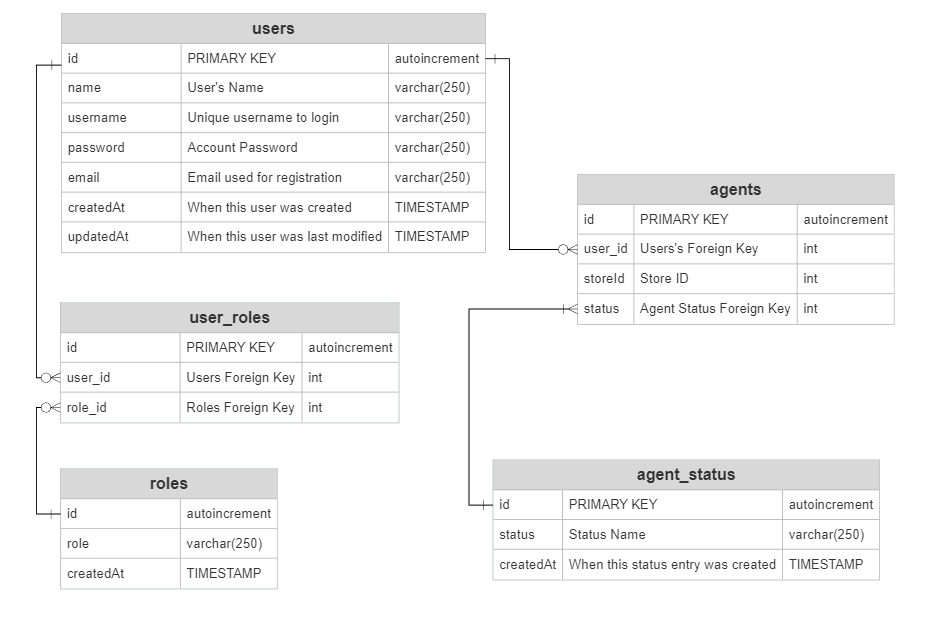 users
id PRIMARY KEY autoincrement
name User's Name varchar(250)
username Unique username to login varchar(250)
password Account Password varchar(250)
email Email used for registration varchar(250)
createdAt When this user was created TIMESTAMP
updatedAt When this user was last modified TIMESTAMP
agents
id PRIMARY KEY autoincrement
user_id Users's Foreign Key int
storeId Store ID int
status Agent Status Foreign Key int
user_roles
id PRIMARY KEY autoincrement
user_id Users Foreign Key int
role_id Roles Foreign Key int
roles
id autoincrement
role varchar(250)
createdAt TIMESTAMP
agent_status
id PRIMARY KEY autoincrement
status Status Name varchar(250)
createdAt When this status entry was created TIMESTAMP